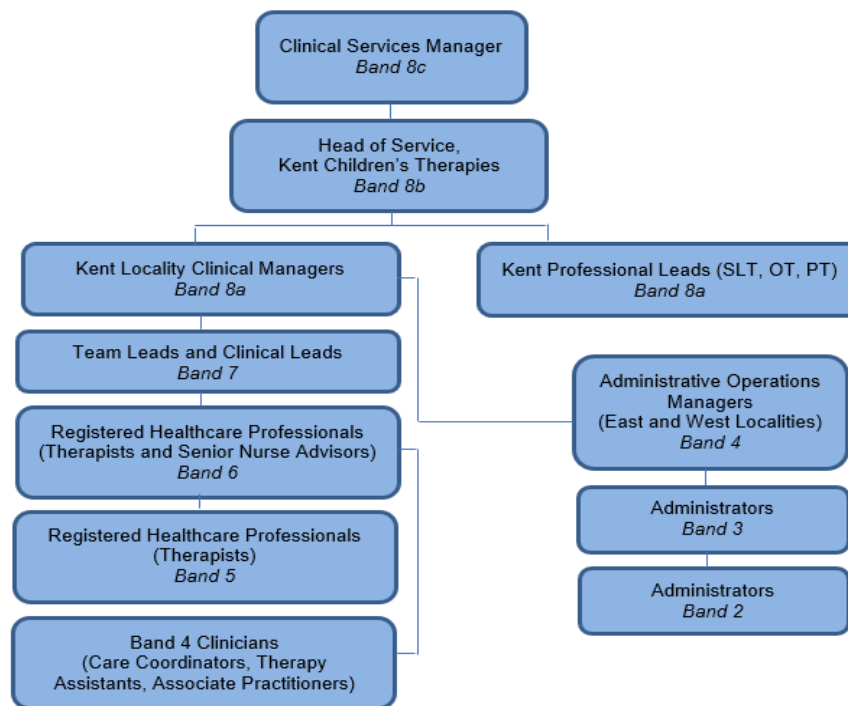 Clinical Services Manager
Band 8c
Head of Service,
Kent Children’s Therapies
Band 8b
Kent Locality Clinical Managers
Band 8a
Kent Professional Leads (SLT, OT, PT)
Band 8a
Team Leads and Clinical Leads
Band 7
Administrative Operations
Managers
(East and West Localities)
Band 4
Registered Healthcare Professionals
(Therapists and Senior Nurse Advisors)
Band 6
Administrators
Band 3
Registered Healthcare Professionals
(Therapists)
Band 5
Administrators
Band 2
Band 4 Clinicians
(Care Coordinators, Therapy
Assistants, Associate Practitioners)